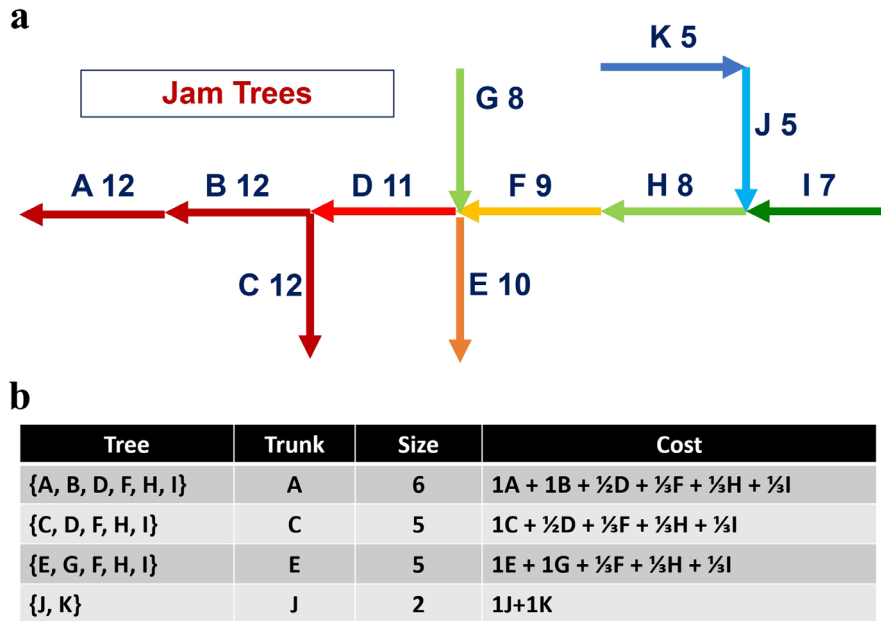 a
K 5
Jam Trees
G 8
J 5
A 12 B 12 D 11 F 9 H 8 I 7
C 12 E 10
b
Tree Trunk Size Cost
{A, B, D, F, H, I} A 6 1A + 1B + ½D + ⅓F + ⅓H + ⅓I
{C, D, F, H, I} C 5 1C + ½D + ⅓F + ⅓H + ⅓I
{E, G, F, H, I} E 5 1E + 1G + ⅓F + ⅓H + ⅓I
{J, K} J 2 1J+1K